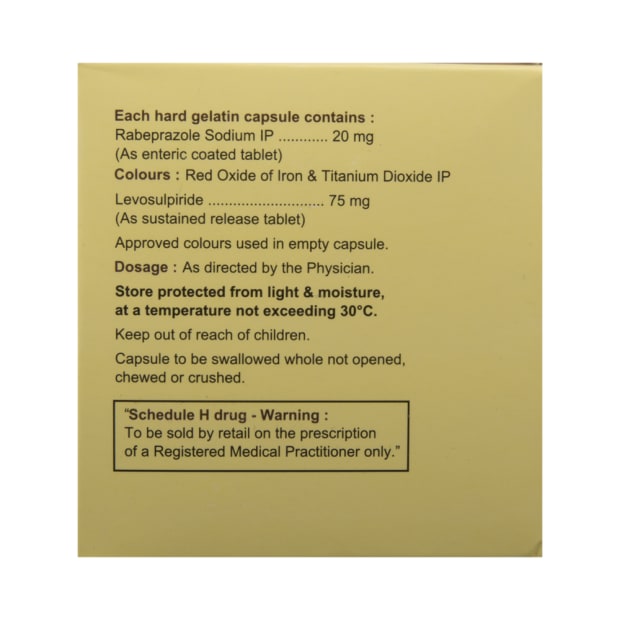 Each hard gelatin capsule contains :
Rabeprazole Sodium IP ............ 20 mg
(As enteric coated tablet)
Colours : Red Oxide of Iron & Titanium Dioxide IP
Levosulpiride ............................ 75 mg
(As sustained release tablet)
Approved colours used in empty capsule.
Dosage : As directed by the Physician.
Store protected from light & moisture,
at a temperature not exceeding 30°C.
Keep out of reach of children.
Capsule to be swallowed whole not opened,
chewed or crushed.
“Schedule H drug - Warning :
To be sold by retail on the prescription
of a Registered Medical Practitioner only.”